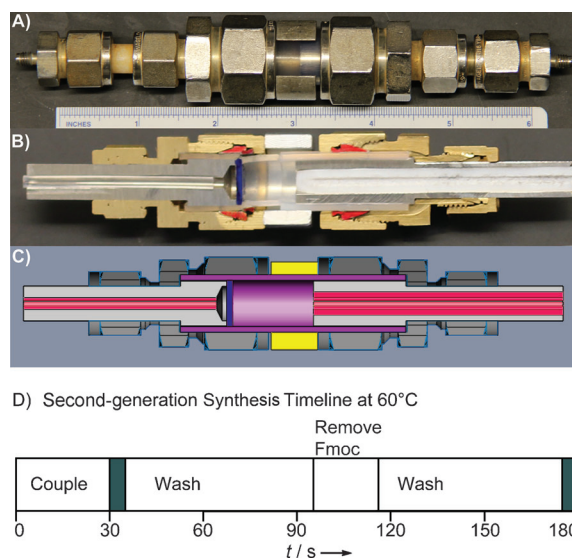 A)
INCHES 1 2 3 4 5 6
B)
C)
D) Second-generation Synthesis Timeline at 60°C
Remove
Fmoc
Couple Wash Wash
0 30 60 90 120 150 180
t / s